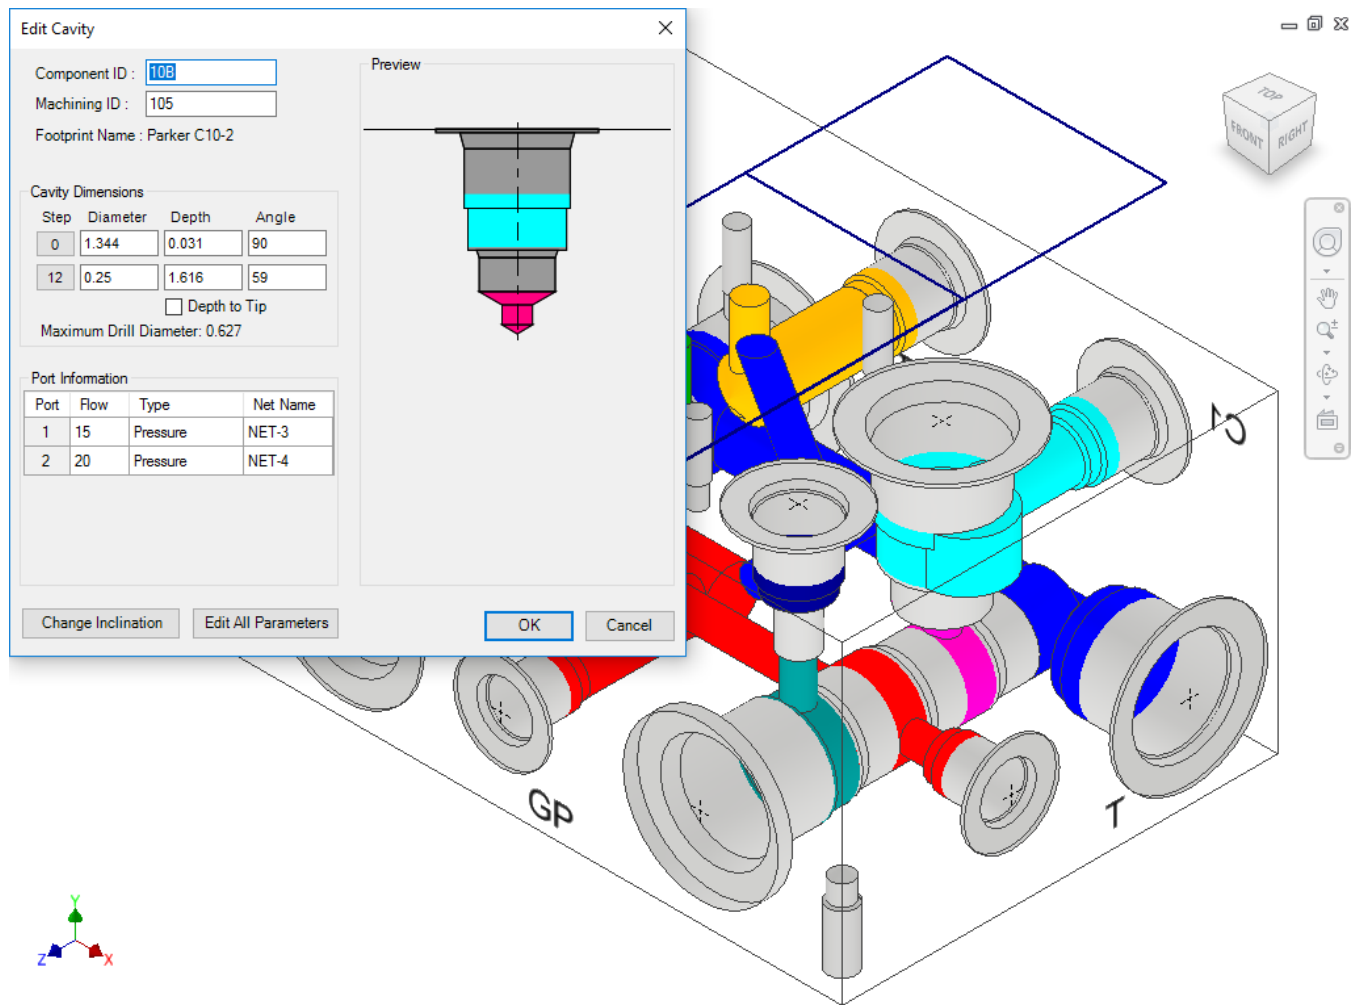 Edit Cavity
Component ID : 10B
Machining ID : 105
Footprint Name : Parker C10-2
Cavity Dimensions
Step Diameter Depth Angle
0 1.344 0.031 90
12 0.25 1.616 59
Depth to Tip
Maximum Drill Diameter: 0.627
Port Information
Port Flow Type Net Name
1 15 Pressure NET-3
2 20 Pressure NET-4
Change Inclination
Edit All Parameters
Preview
OK
Cancel
TOP
FRONT
RIGHT
C1
GP
T
Y
Z
X